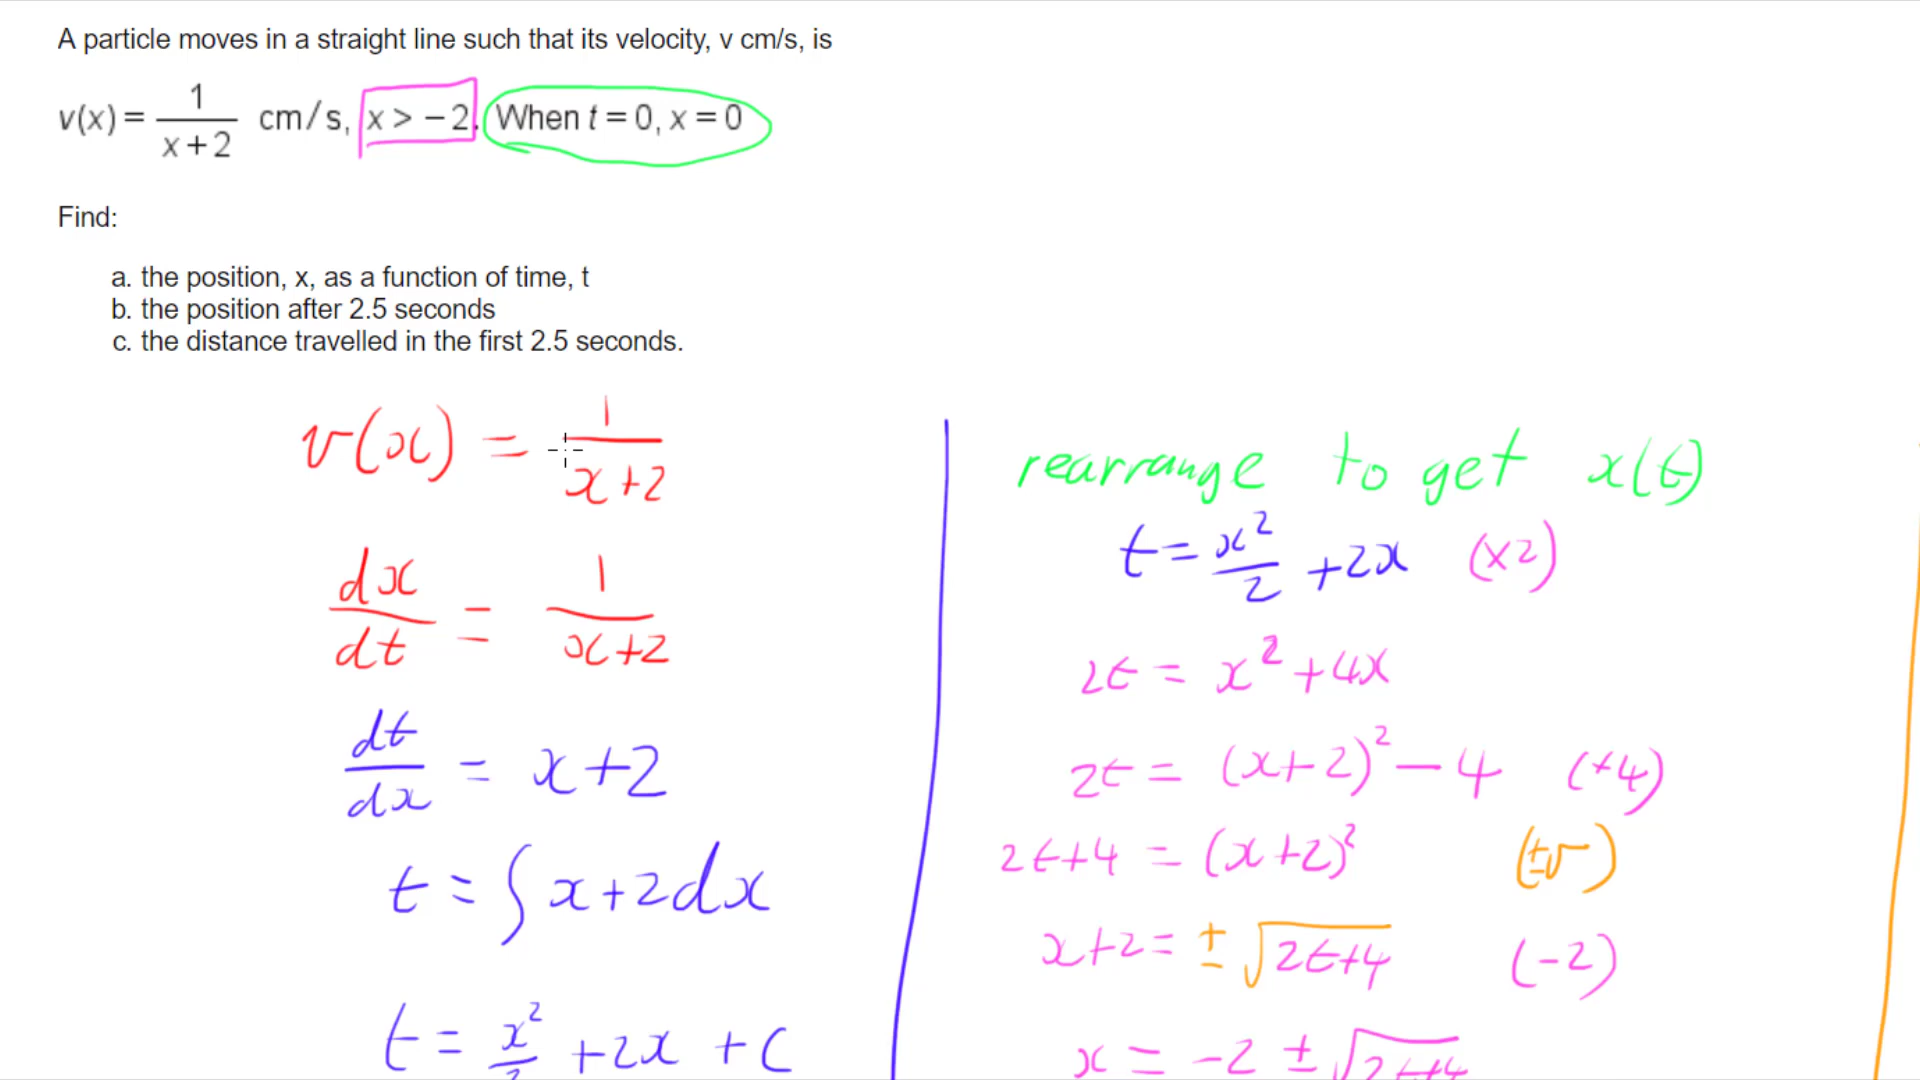 A particle moves in a straight line such that its velocity, v cm/s, is
v(x) = 1/(x+2) cm/s, x > −2. When t = 0, x = 0
Find:
a. the position, x, as a function of time, t
b. the position after 2.5 seconds
c. the distance travelled in the first 2.5 seconds.
v(x) = 1/(x+2)
dx/dt = 1/(x+2)
dt/dx = x+2
t = ∫ x+2 dx
t = x²/2 + 2x + c
rearrange to get x(t)
t = x²/2 + 2x (x2)
2t = x² + 4x
2t = (x+2)² − 4 (+4)
2t+4 = (x+2)² (±√)
x+2 = ± √(2t+4) (−2)
x = −2 ± √(2t+4)